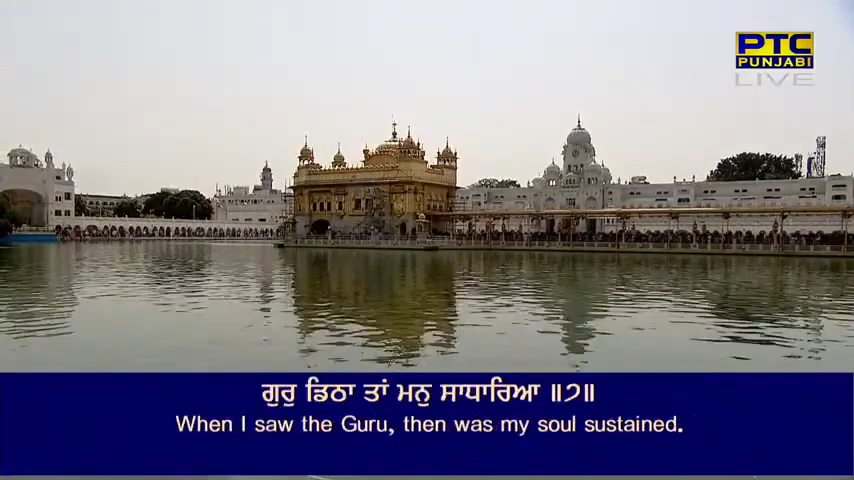 PTC
PUNJABI
LIVE
ਗੁਰੁ ਡਿਠਾ ਤਾਂ ਮਨੁ ਸਾਧਾਰਿਆ ॥੭॥
When I saw the Guru, then was my soul sustained.